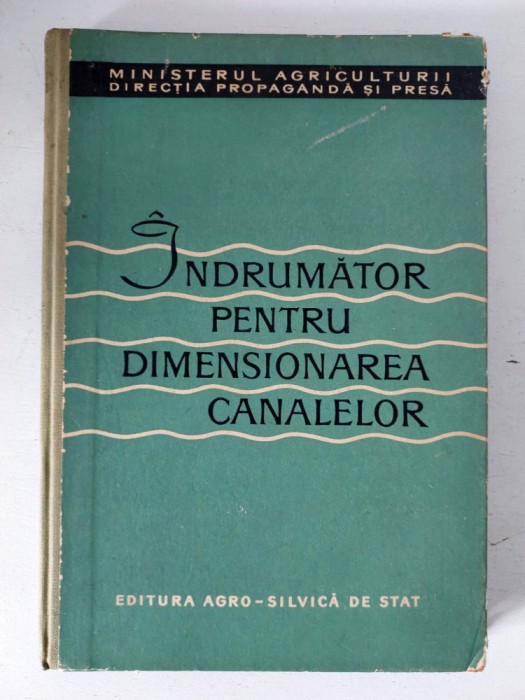 MINISTERUL AGRICULTURII
DIRECȚIA PROPAGANDĂ ȘI PRESĂ
ÎNDRUMĂTOR
PENTRU
DIMENSIONAREA
CANALELOR
EDITURA AGRO-SILVICĂ DE STAT